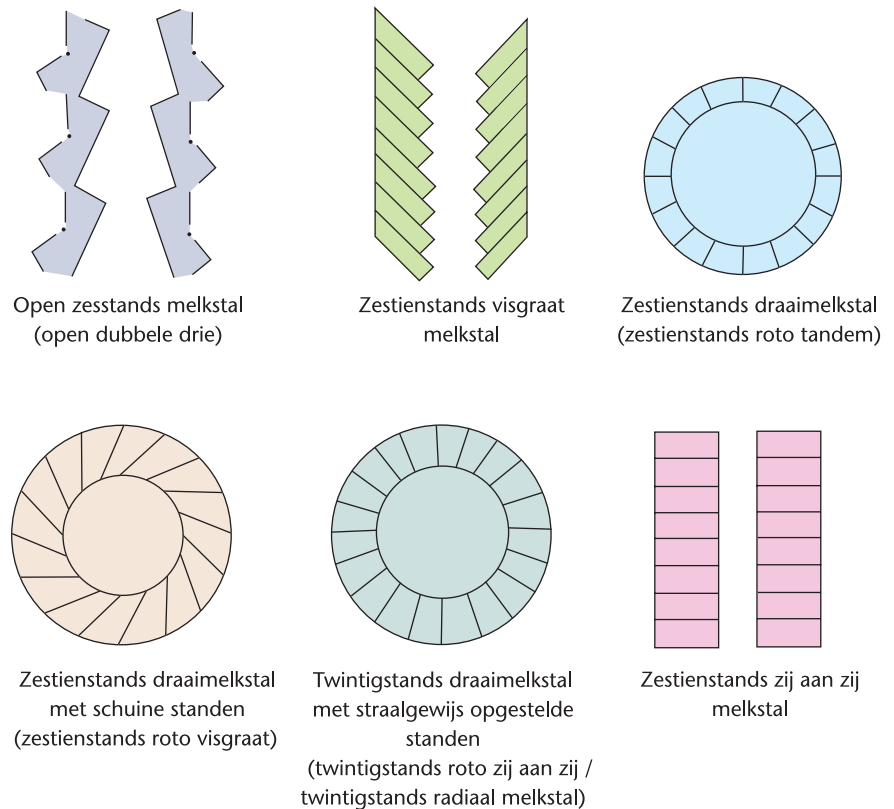 Open zesstands melkstal
(open dubbele drie)
Zestienstands visgraat
melkstal
Zestienstands draaimelkstal
(zestienstands roto tandem)
Zestienstands draaimelkstal
met schuine standen
(zestienstands roto visgraat)
Twintigstands draaimelkstal
met straalgewijs opgestelde
standen
(twintigstands roto zij aan zij /
twintigstands radiaal melkstal)
Zestienstands zij aan zij
melkstal